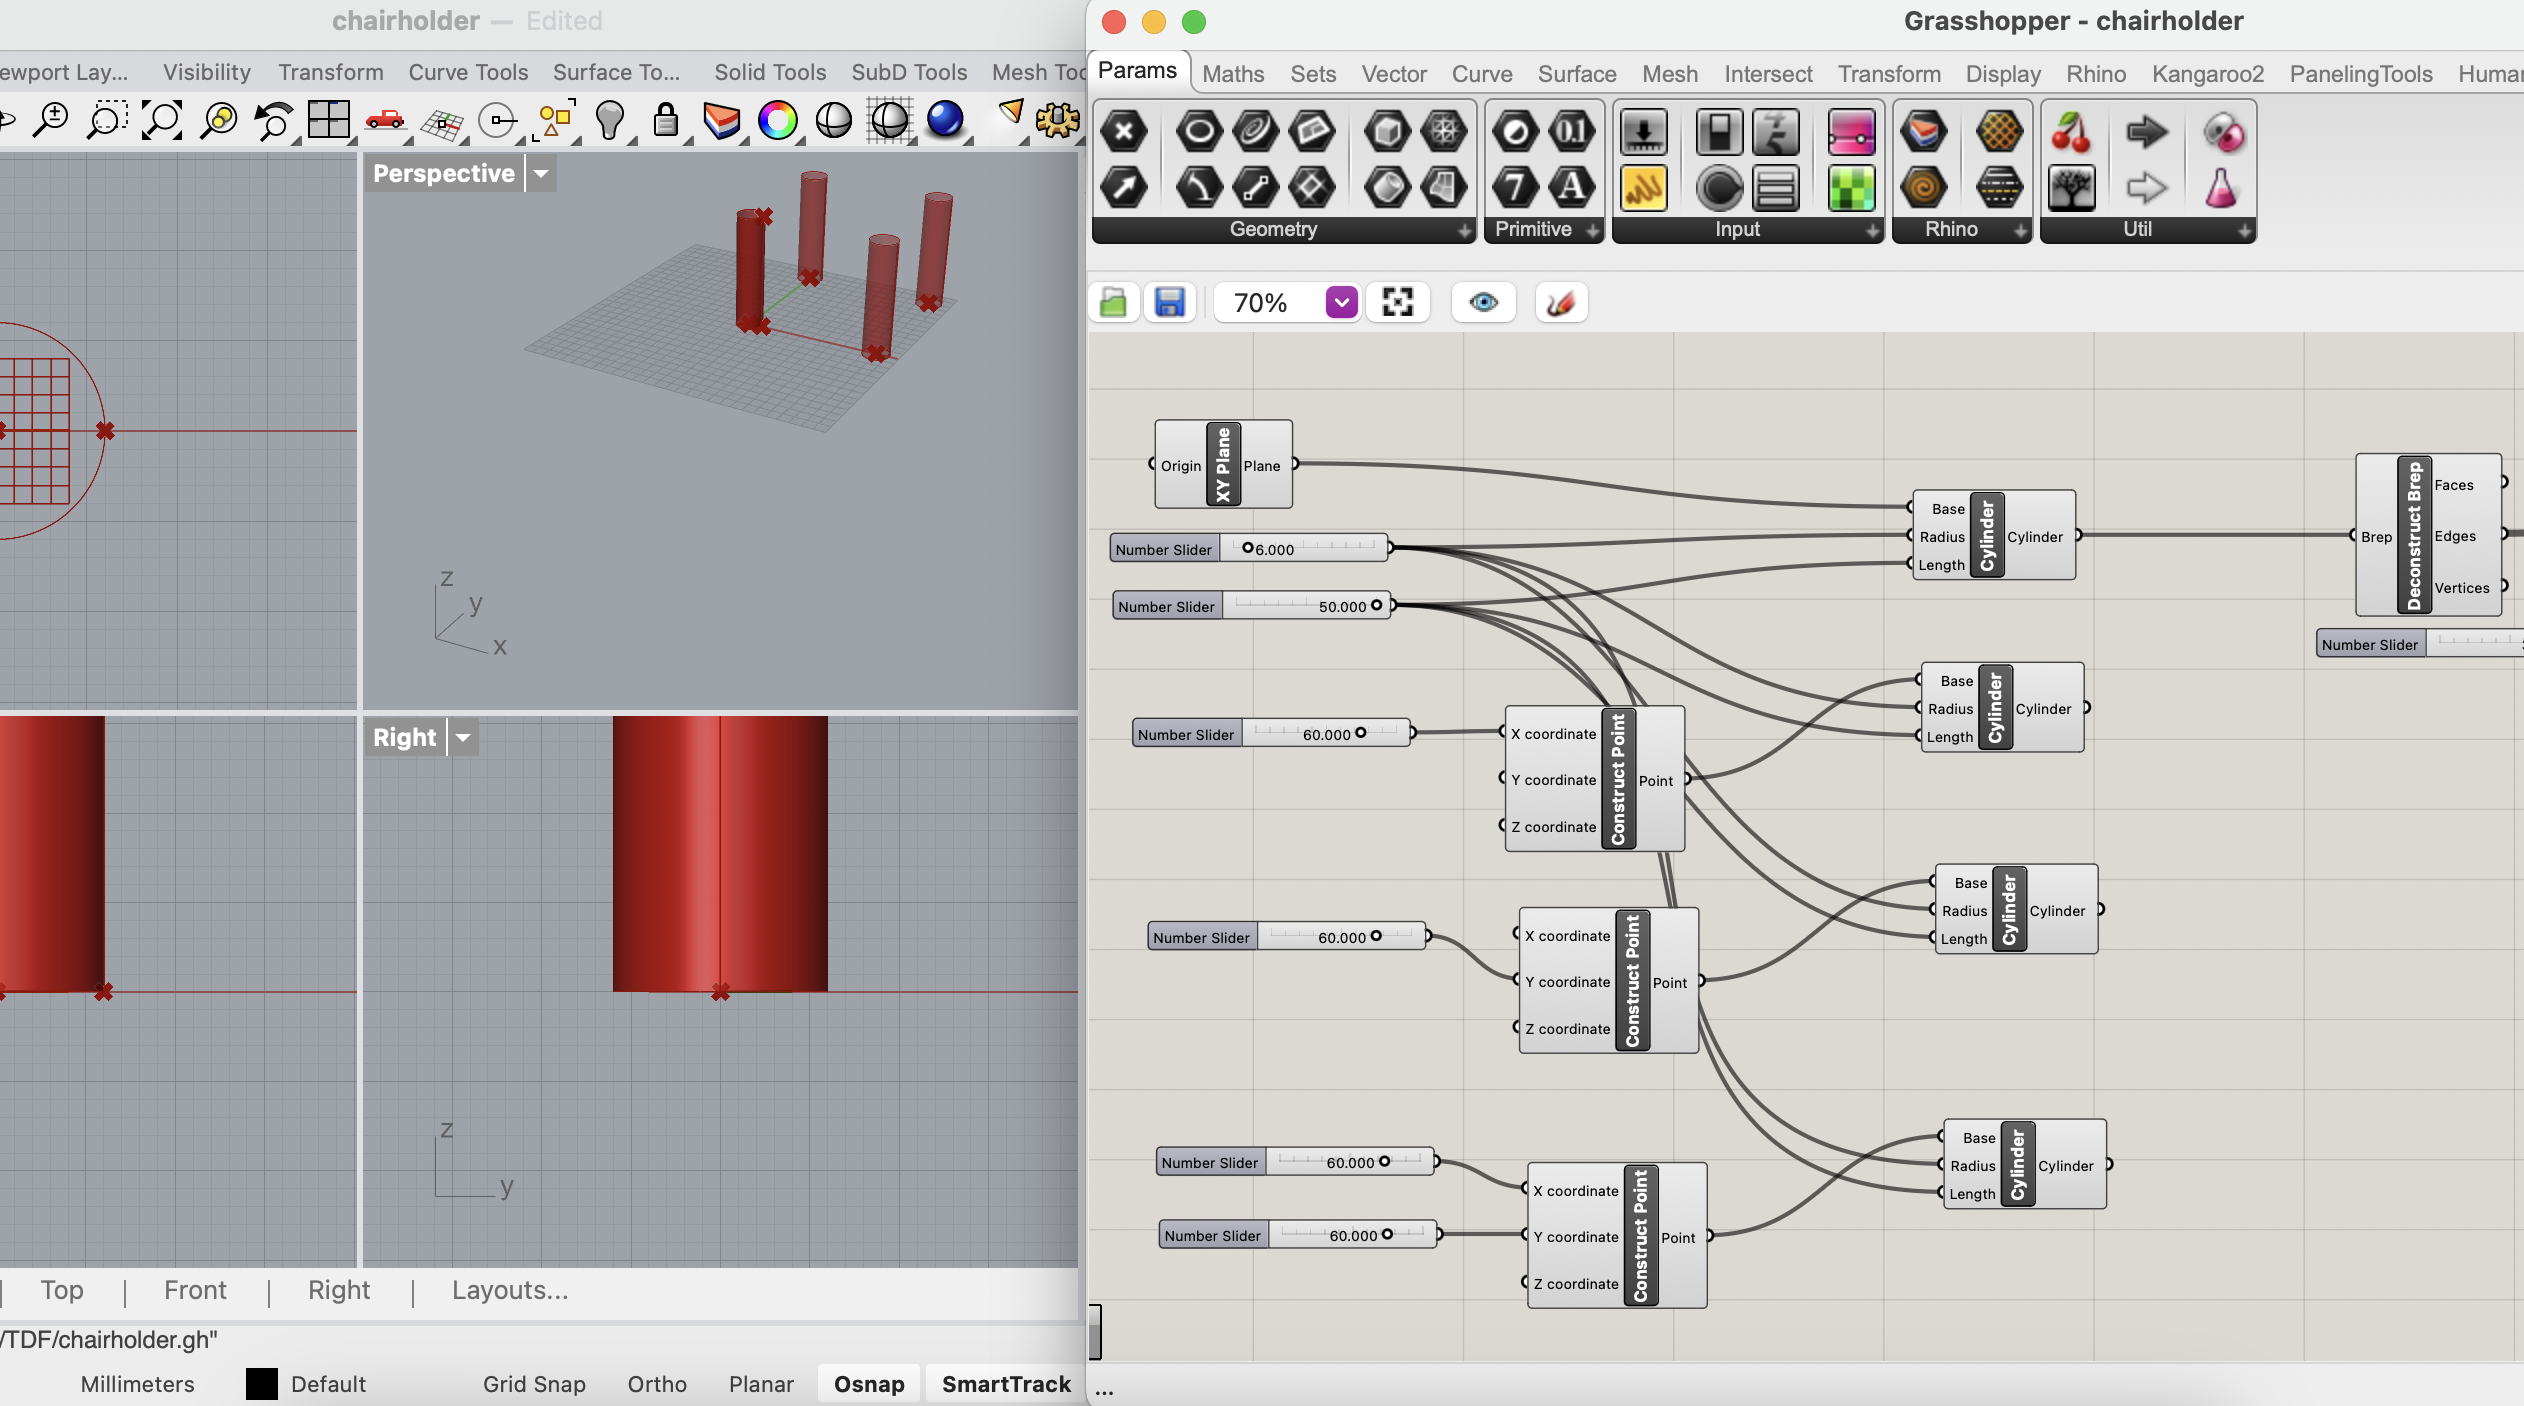 chairholder — Edited
Grasshopper - chairholder
ewport Lay... Visibility Transform Curve Tools Surface To... Solid Tools SubD Tools Mesh Too
Params Maths Sets Vector Curve Surface Mesh Intersect Transform Display Rhino Kangaroo2 PanelingTools Human
0.1
7 A
Geometry Primitive Input Rhino Util
70%
Perspective
z
y
x
Right
z
y
Origin XY Plane Plane
Number Slider 6.000
Number Slider 50.000
Base
Radius Cylinder Cylinder
Length
Faces
Brep Deconstruct Brep Edges
Vertices
Number Slider
Base
Radius Cylinder Cylinder
Length
Number Slider 60.000
X coordinate
Y coordinate Construct Point Point
Z coordinate
Base
Radius Cylinder Cylinder
Length
Number Slider 60.000
X coordinate
Y coordinate Construct Point Point
Z coordinate
Base
Radius Cylinder Cylinder
Length
Number Slider 60.000
Number Slider 60.000
X coordinate
Y coordinate Construct Point Point
Z coordinate
| Top | Front | Right | Layouts...
/TDF/chairholder.gh"
Millimeters Default Grid Snap Ortho Planar Osnap SmartTrack
...